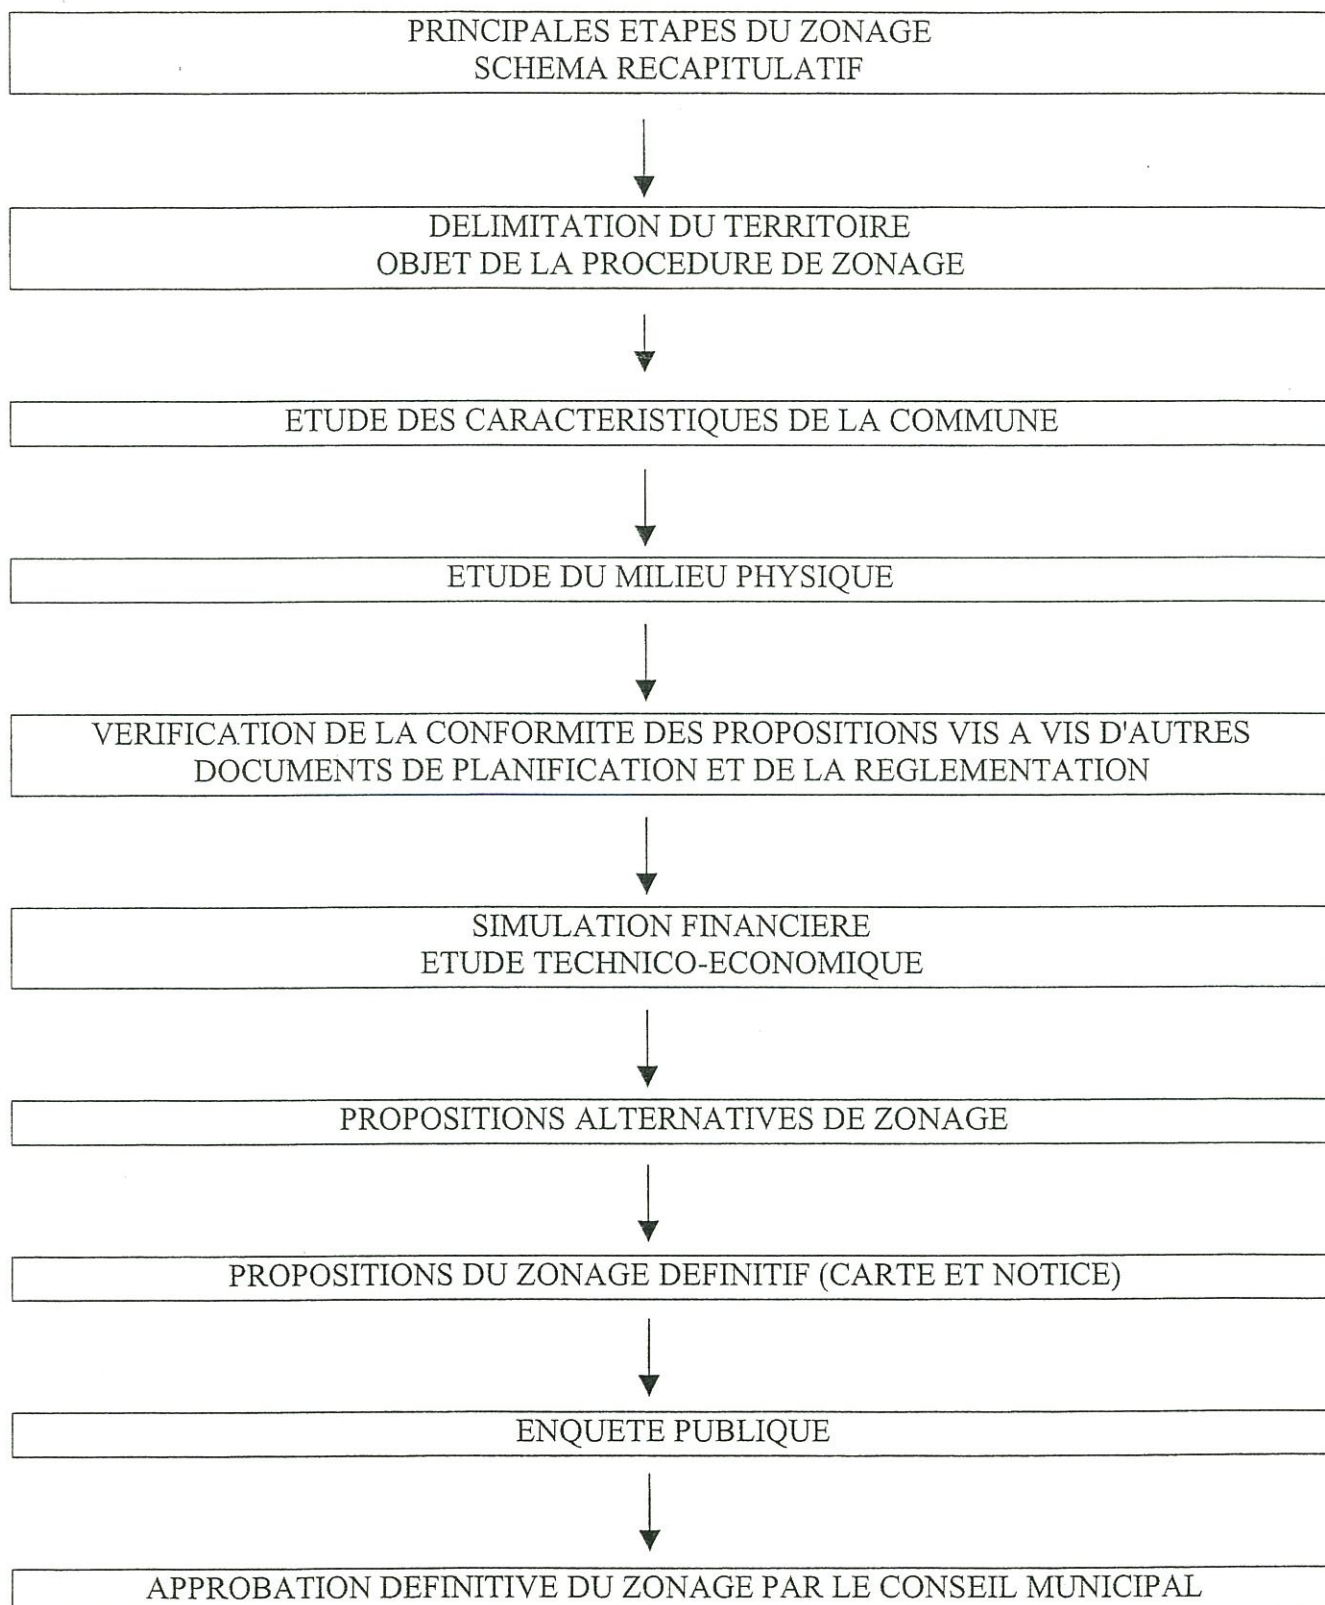 PRINCIPALES ETAPES DU ZONAGE
SCHEMA RECAPITULATIF
DELIMITATION DU TERRITOIRE
OBJET DE LA PROCEDURE DE ZONAGE
ETUDE DES CARACTERISTIQUES DE LA COMMUNE
ETUDE DU MILIEU PHYSIQUE
VERIFICATION DE LA CONFORMITE DES PROPOSITIONS VIS A VIS D'AUTRES
DOCUMENTS DE PLANIFICATION ET DE LA REGLEMENTATION
SIMULATION FINANCIERE
ETUDE TECHNICO-ECONOMIQUE
PROPOSITIONS ALTERNATIVES DE ZONAGE
PROPOSITIONS DU ZONAGE DEFINITIF (CARTE ET NOTICE)
ENQUETE PUBLIQUE
APPROBATION DEFINITIVE DU ZONAGE PAR LE CONSEIL MUNICIPAL